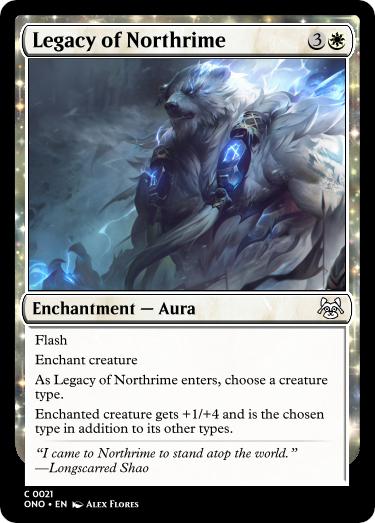 Legacy of Northrime 3
Enchantment — Aura
Flash
Enchant creature
As Legacy of Northrime enters, choose a creature
type.
Enchanted creature gets +1/+4 and is the chosen
type in addition to its other types.
“I came to Northrime to stand atop the world.”
—Longscarred Shao
C 0021
ONO • EN Alex Flores